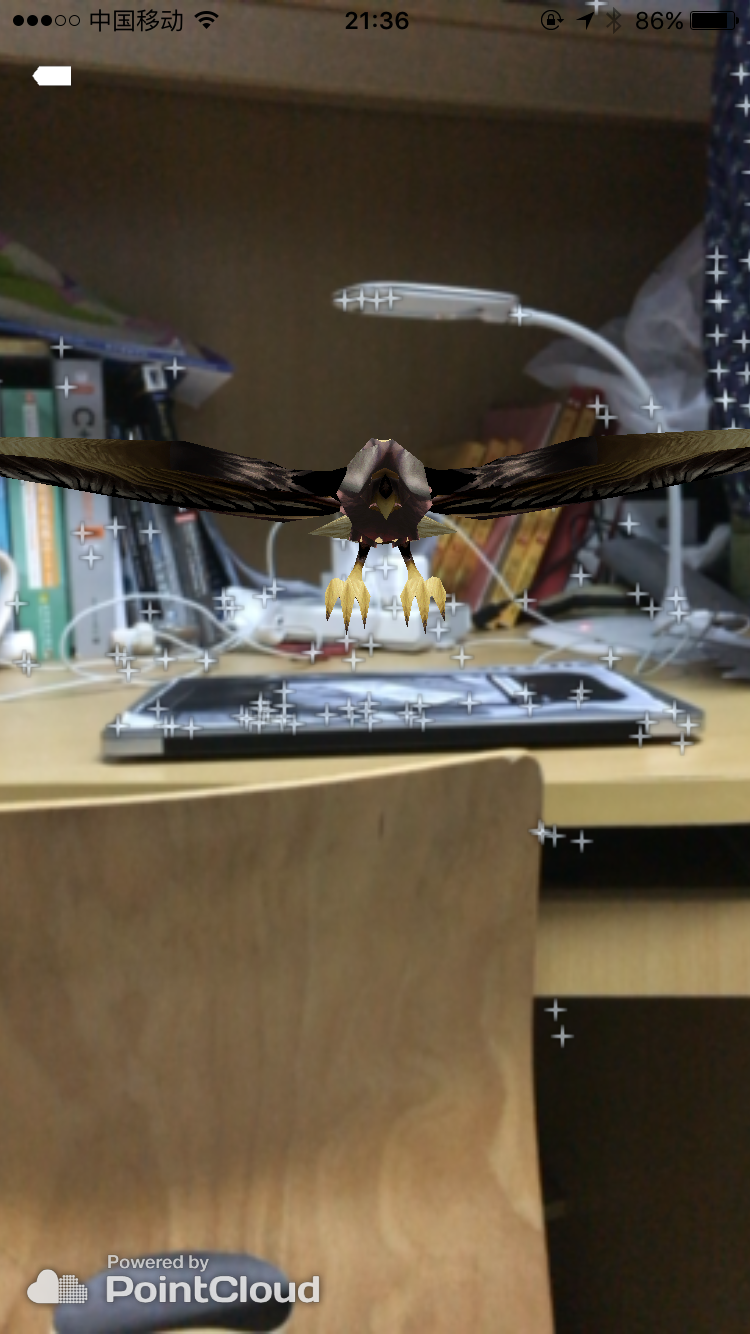 中国移动 21:36 86%
C
Powered by
PointCloud